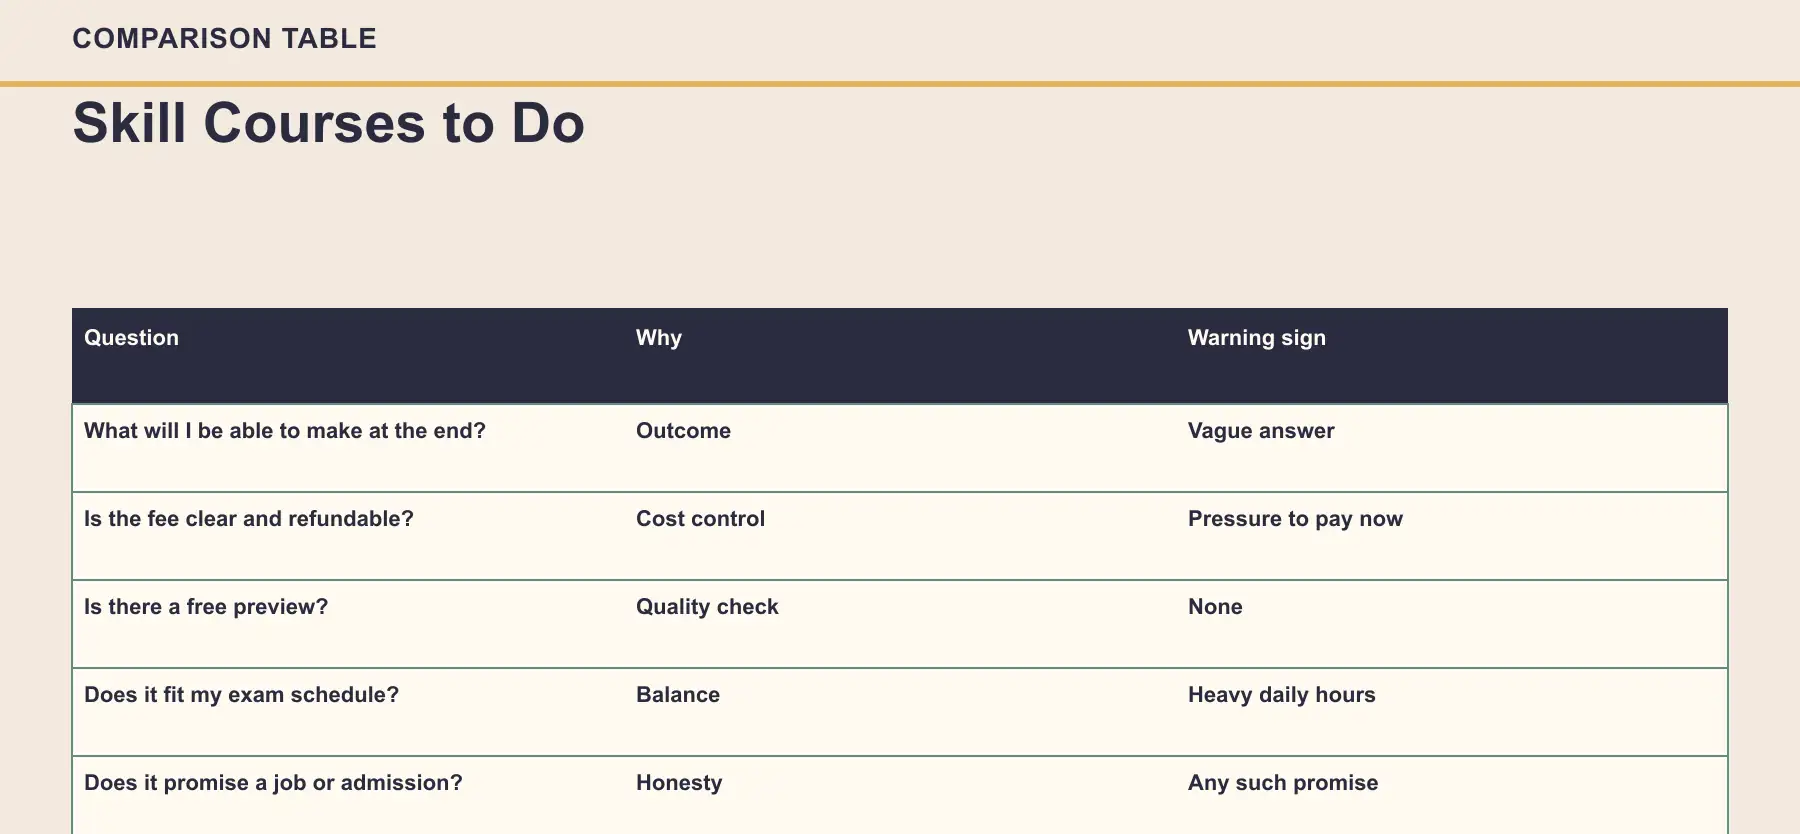 COMPARISON TABLE
Skill Courses to Do
Question Why Warning sign
What will I be able to make at the end? Outcome Vague answer
Is the fee clear and refundable? Cost control Pressure to pay now
Is there a free preview? Quality check None
Does it fit my exam schedule? Balance Heavy daily hours
Does it promise a job or admission? Honesty Any such promise